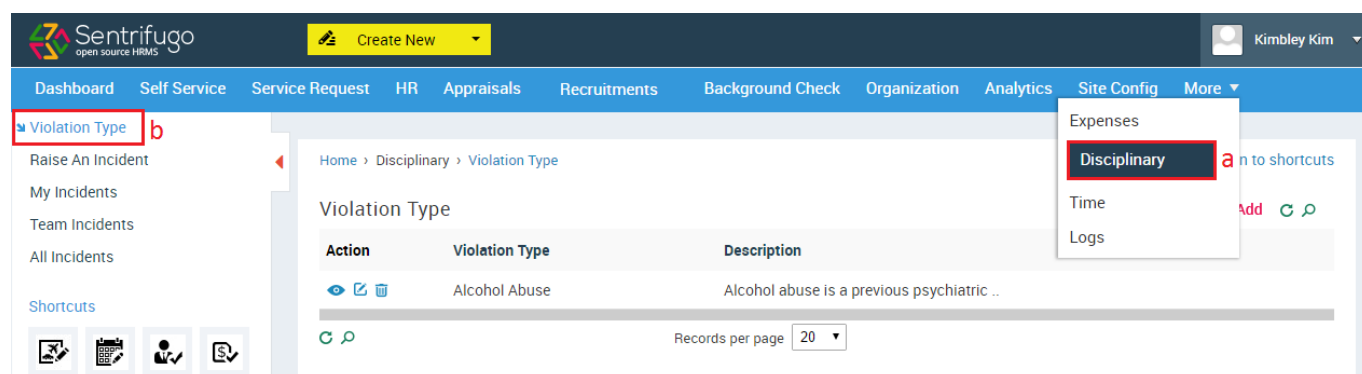 Sentrifugo
open source HRMS
Create New
Kimbley Kim
Dashboard Self Service Service Request HR Appraisals Recruitments Background Check Organization Analytics Site Config More
Violation Type b
Raise An Incident
My Incidents
Team Incidents
All Incidents
Shortcuts
Expenses
Disciplinary a
Time
Logs
Home › Disciplinary › Violation Type
to shortcuts
Violation Type
Add
Action Violation Type Description
Alcohol Abuse Alcohol abuse is a previous psychiatric ..
Records per page 20